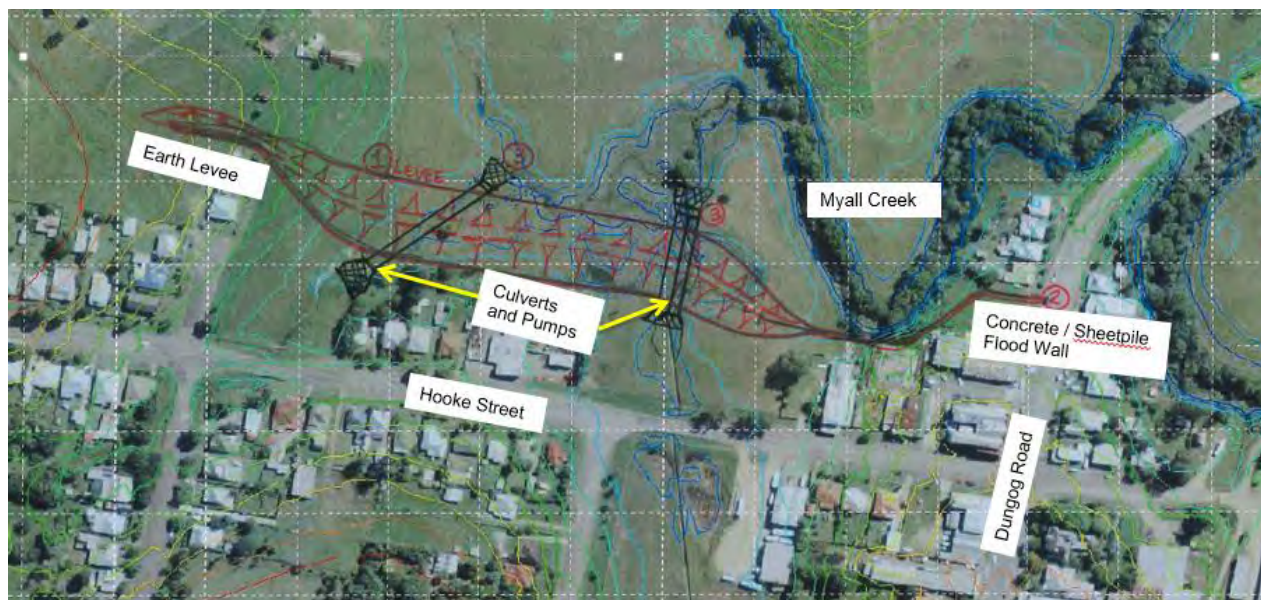 Earth Levee
1
LEVEE
3
3
Myall Creek
Culverts
and Pumps
2
Concrete / Sheetpile
Flood Wall
Hooke Street
Dungog Road